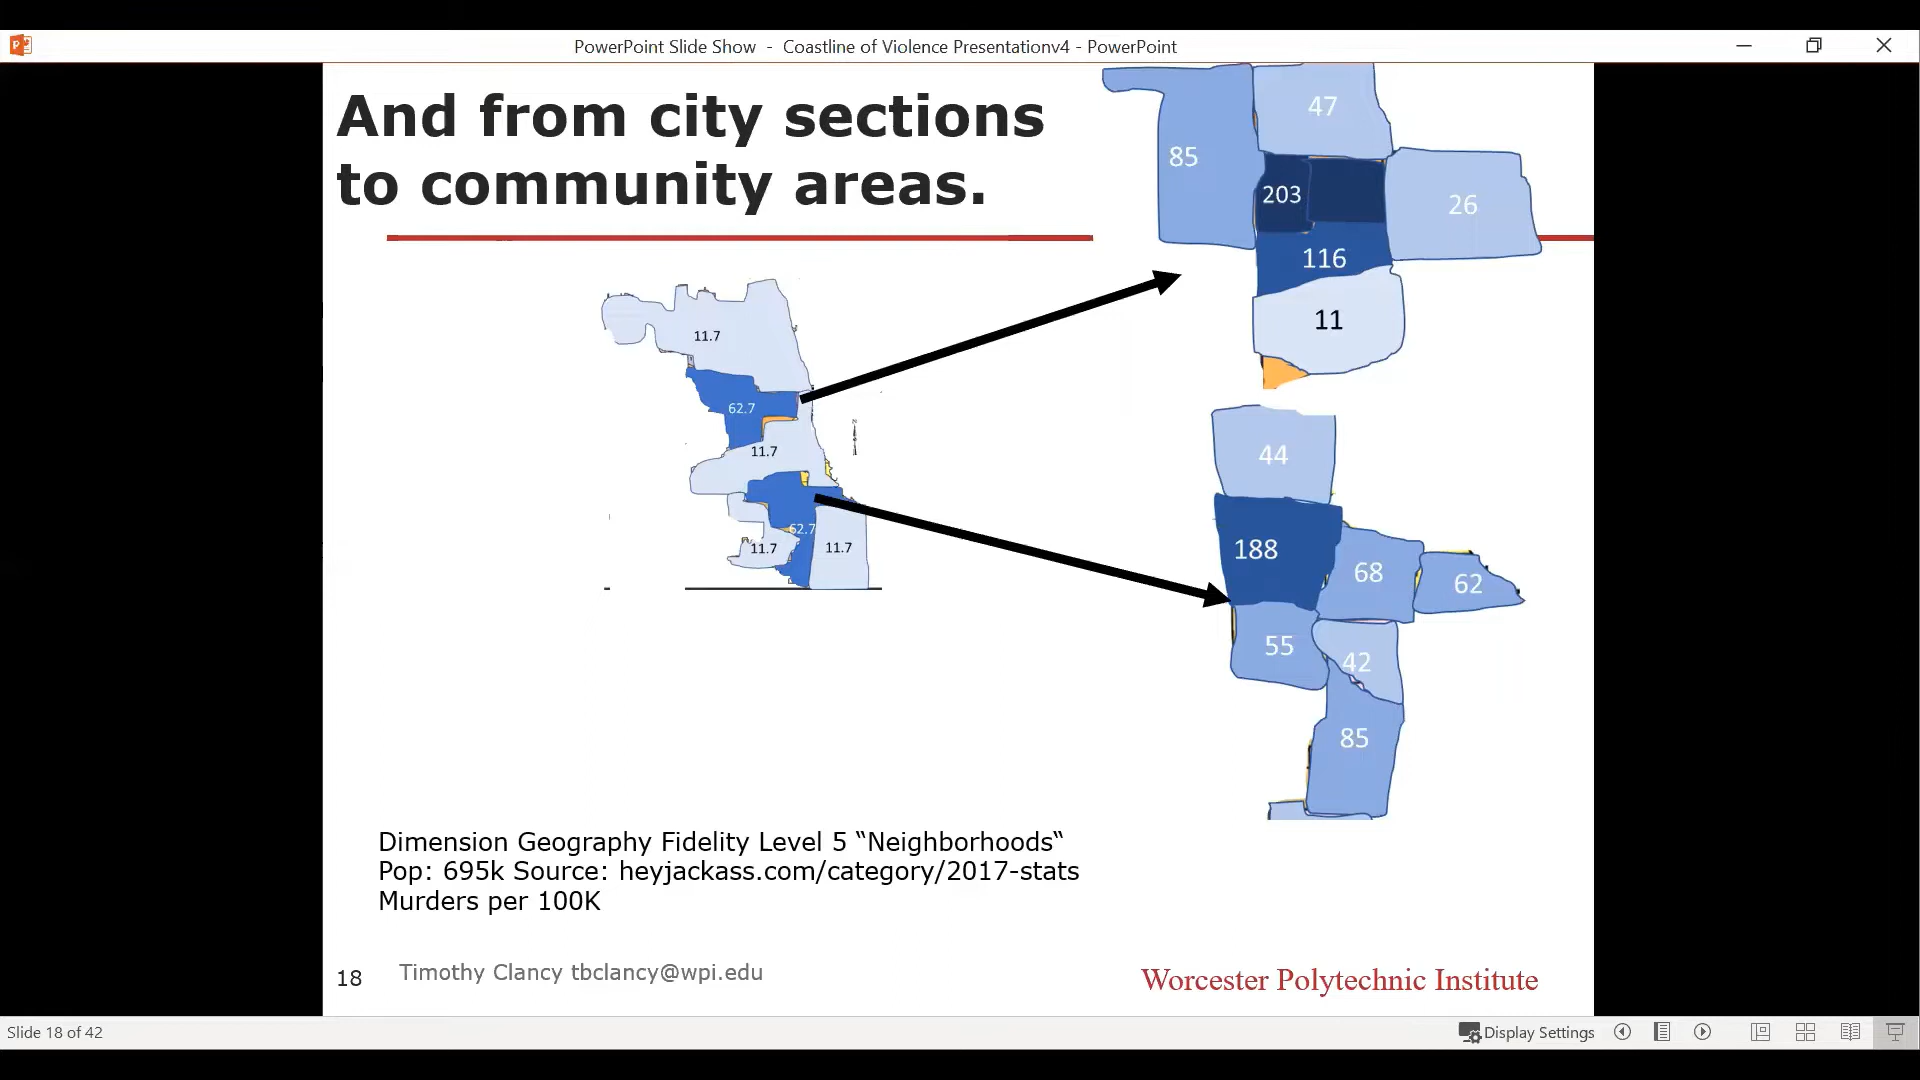 PowerPoint Slide Show - Coastline of Violence Presentationv4 - PowerPoint
And from city sections
to community areas.
47
85
203
26
116
11
11.7
62.7
11.7
62.7
11.7
11.7
44
188
68
62
55
42
85
Dimension Geography Fidelity Level 5 “Neighborhoods“
Pop: 695k Source: heyjackass.com/category/2017-stats
Murders per 100K
18
Timothy Clancy tbclancy@wpi.edu
Worcester Polytechnic Institute
Slide 18 of 42
Display Settings